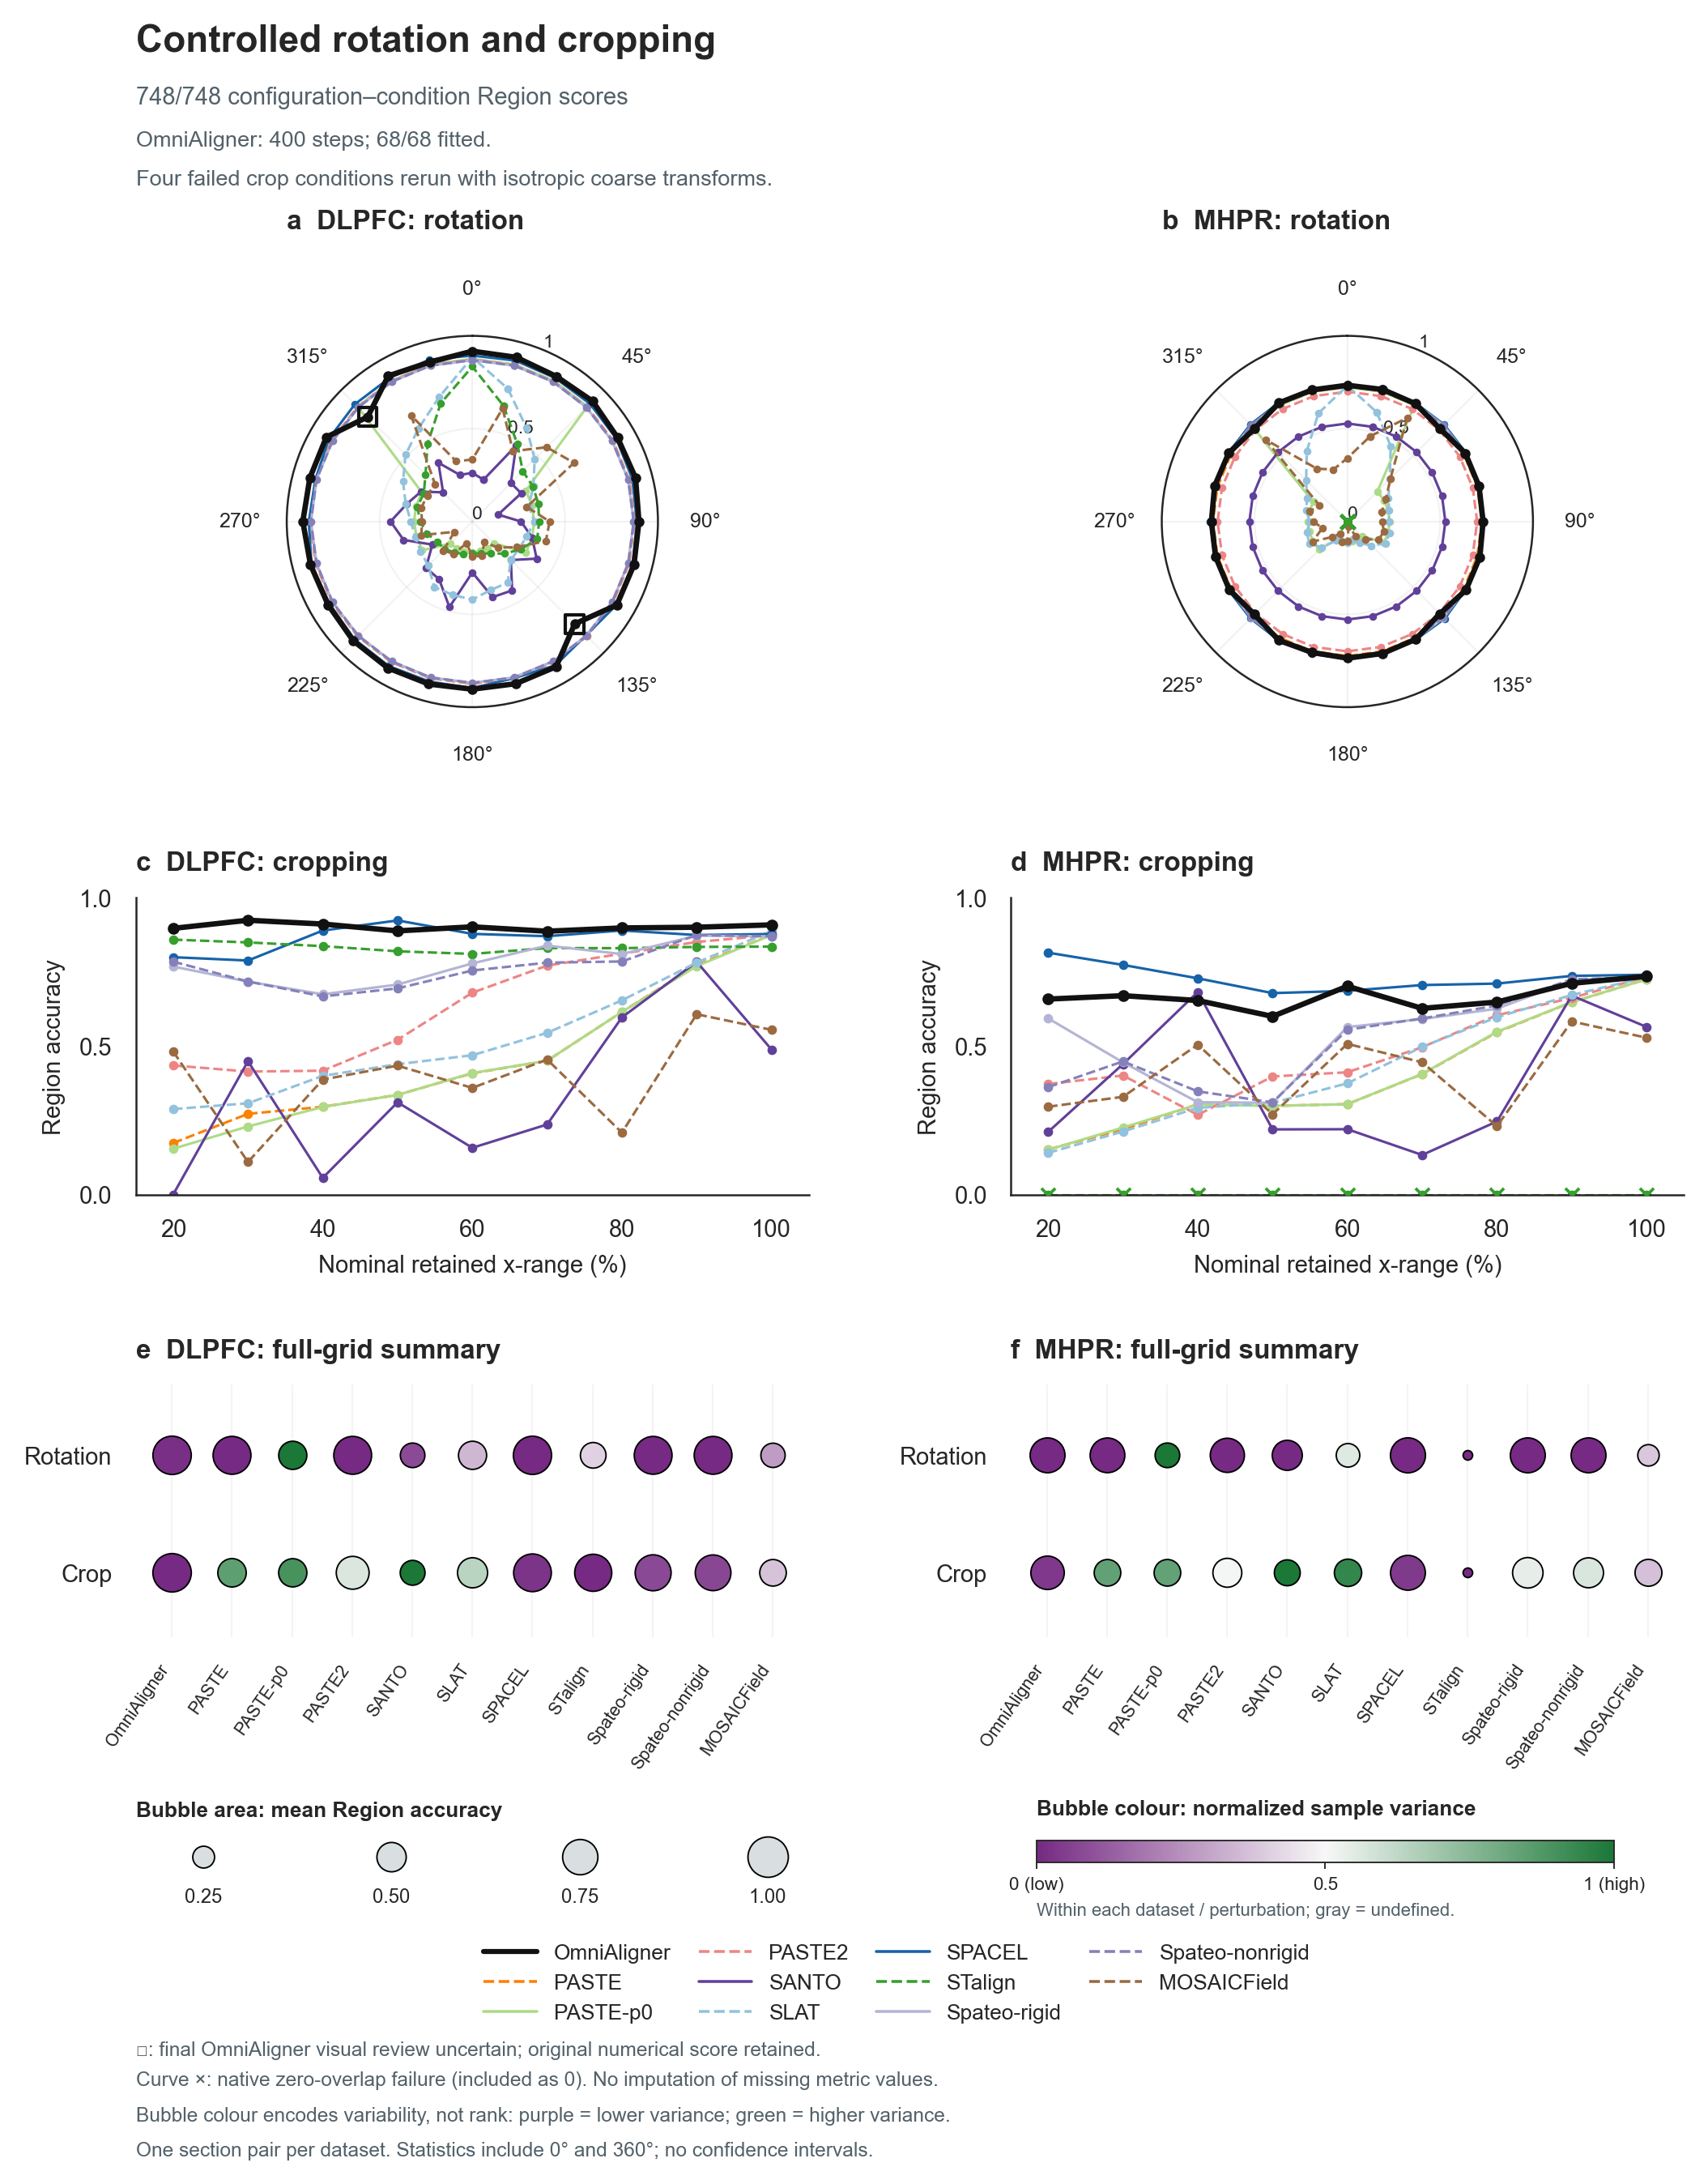 Controlled rotation and cropping
748/748 configuration–condition Region scores
OmniAligner: 400 steps; 68/68 fitted.
Four failed crop conditions rerun with isotropic coarse transforms.
a DLPFC: rotation
b MHPR: rotation
0°
45°
90°
135°
180°
225°
270°
315°
0
0.5
1
0°
45°
90°
135°
180°
225°
270°
315°
0
0.5
1
c DLPFC: cropping
Region accuracy
1.0
0.5
0.0
20 40 60 80 100
Nominal retained x-range (%)
d MHPR: cropping
Region accuracy
1.0
0.5
0.0
20 40 60 80 100
Nominal retained x-range (%)
e DLPFC: full-grid summary
Rotation
Crop
OmniAligner
PASTE
PASTE-p0
PASTE2
SANTO
SLAT
SPACEL
STalign
Spateo-rigid
Spateo-nonrigid
MOSAICField
f MHPR: full-grid summary
Rotation
Crop
OmniAligner
PASTE
PASTE-p0
PASTE2
SANTO
SLAT
SPACEL
STalign
Spateo-rigid
Spateo-nonrigid
MOSAICField
Bubble area: mean Region accuracy
0.25 0.50 0.75 1.00
Bubble colour: normalized sample variance
0 (low) 0.5 1 (high)
Within each dataset / perturbation; gray = undefined.
OmniAligner PASTE2 SPACEL Spateo-nonrigid
PASTE SANTO STalign MOSAICField
PASTE-p0 SLAT Spateo-rigid
□: final OmniAligner visual review uncertain; original numerical score retained.
Curve ×: native zero-overlap failure (included as 0). No imputation of missing metric values.
Bubble colour encodes variability, not rank: purple = lower variance; green = higher variance.
One section pair per dataset. Statistics include 0° and 360°; no confidence intervals.